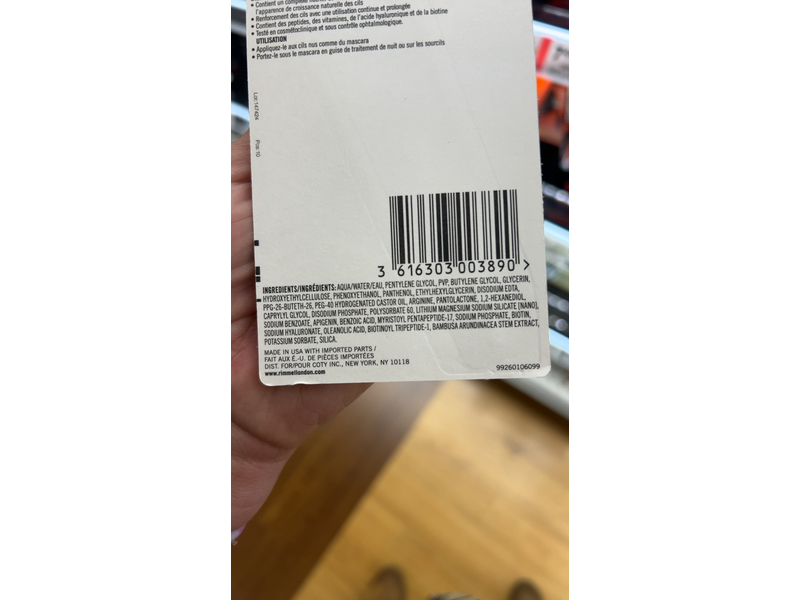 • Contient un complexe
l'apparence de croissance naturelle des cils
• Renforcement des cils avec une utilisation continue et prolongée
• Contient des peptides, des vitamines, de l'acide hyaluronique et de la biotine
• Testé en cosmétoclinique et sous contrôle ophtalmologique.
UTILISATION
• Appliquez-le aux cils nus comme du mascara
• Portez-le sous le mascara en guise de traitement de nuit ou sur les sourcils
Loc 147424
Pos 10
3 616303 003890 >
INGREDIENTS/INGRÉDIENTS: AQUA/WATER/EAU, PENTYLENE GLYCOL, PVP, BUTYLENE GLYCOL, GLYCERIN,
HYDROXYETHYLCELLULOSE, PHENOXYETHANOL, PANTHENOL, ETHYLHEXYLGLYCERIN, DISODIUM EDTA,
PPG-26-BUTETH-26, PEG-40 HYDROGENATED CASTOR OIL, ARGININE, PANTOLACTONE, 1,2-HEXANEDIOL,
CAPRYLYL GLYCOL, DISODIUM PHOSPHATE, POLYSORBATE 60, LITHIUM MAGNESIUM SODIUM SILICATE [NANO],
SODIUM BENZOATE, APIGENIN, BENZOIC ACID, MYRISTOYL PENTAPEPTIDE-17, SODIUM PHOSPHATE, BIOTIN,
SODIUM HYALURONATE, OLEANOLIC ACID, BIOTINOYL TRIPEPTIDE-1, BAMBUSA ARUNDINACEA STEM EXTRACT,
POTASSIUM SORBATE, SILICA.
MADE IN USA WITH IMPORTED PARTS /
FAIT AUX É.-U. DE PIÈCES IMPORTÉES
DIST. FOR/POUR COTY INC., NEW YORK, NY 10118
www.rimmellondon.com
99260106099